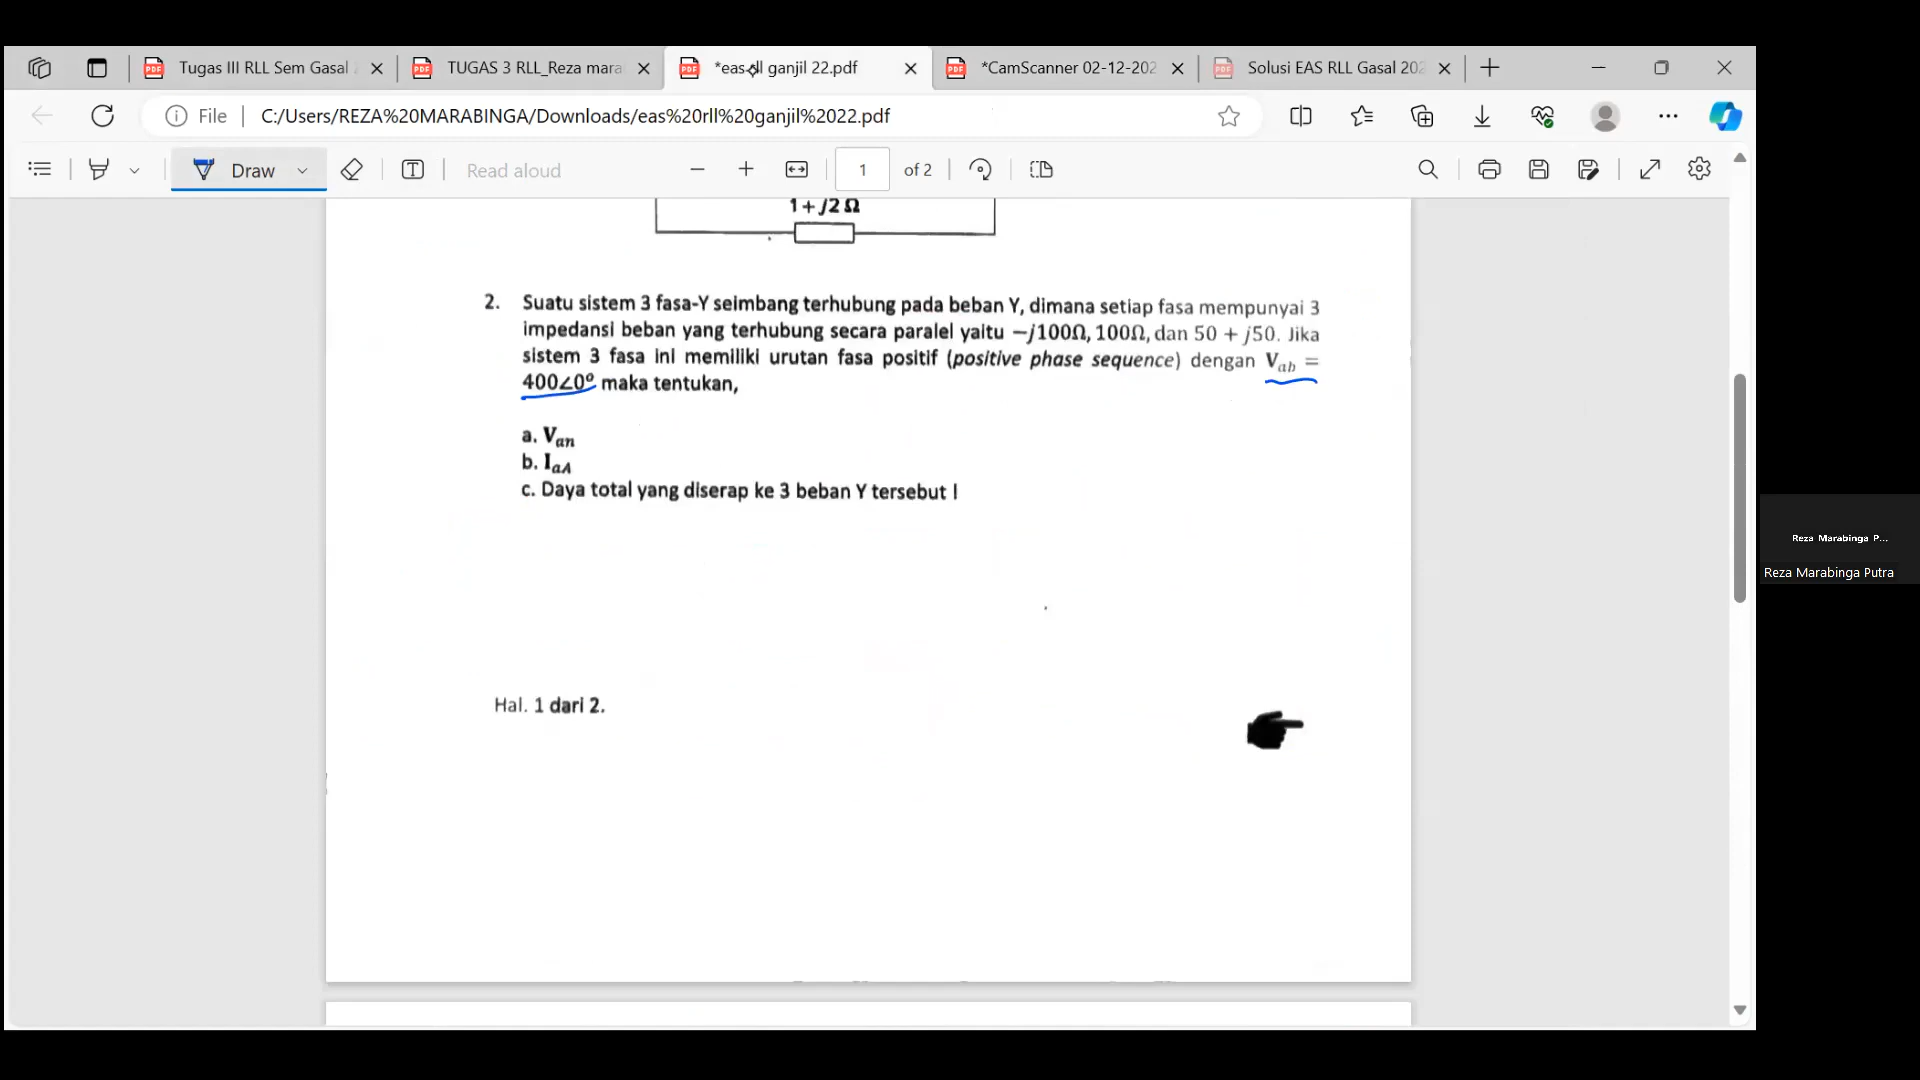 Tugas III RLL Sem Gasal
TUGAS 3 RLL_Reza mara
*eas rll ganjil 22.pdf
*CamScanner 02-12-202
Solusi EAS RLL Gasal 202
File
C:/Users/REZA%20MARABINGA/Downloads/eas%20rll%20ganjil%2022.pdf
Draw
Read aloud
1
of 2
1 + j2 Ω
2. Suatu sistem 3 fasa-Y seimbang terhubung pada beban Y, dimana setiap fasa mempunyai 3
impedansi beban yang terhubung secara paralel yaitu −j100Ω, 100Ω, dan 50 + j50. Jika
sistem 3 fasa ini memiliki urutan fasa positif (positive phase sequence) dengan Vab =
400∠0° maka tentukan,
a. Van
b. IaA
c. Daya total yang diserap ke 3 beban Y tersebut !
Hal. 1 dari 2.
Reza Marabinga P...
Reza Marabinga Putra